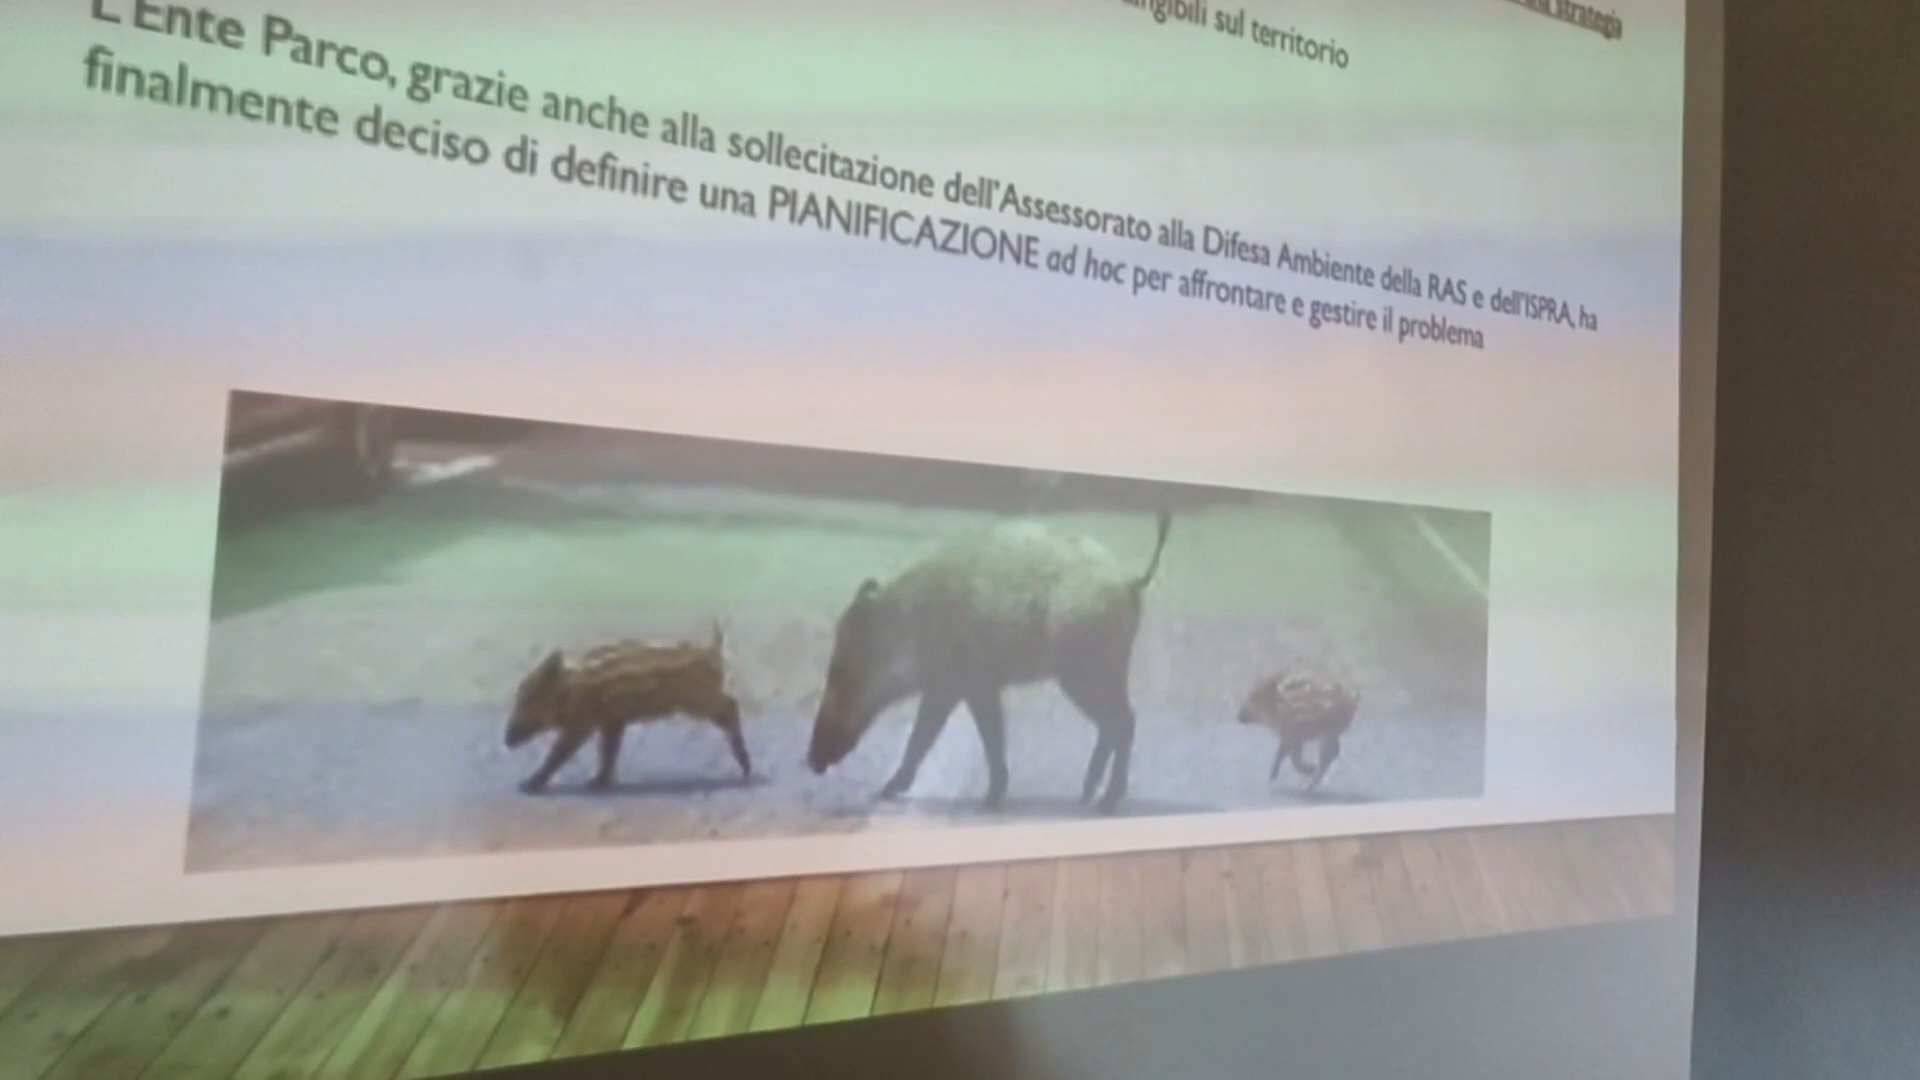 strategia
sul territorio
L'Ente Parco, grazie anche alla sollecitazione dell'Assessorato alla Difesa Ambiente della RAS e dell'ISPRA, ha
finalmente deciso di definire una PIANIFICAZIONE ad hoc per affrontare e gestire il problema